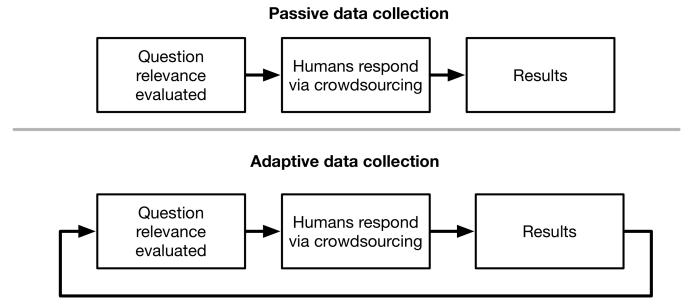 Passive data collection
Question
relevance
evaluated
Humans respond
via crowdsourcing
Results
Adaptive data collection
Question
relevance
evaluated
Humans respond
via crowdsourcing
Results